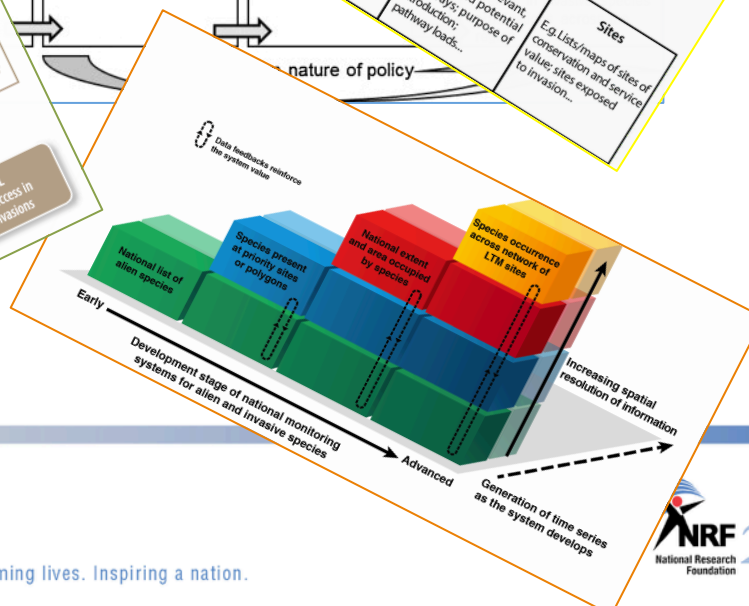 nature of policy
evant,
ays; purpose of
potential
roduction;
pathway loads...
Sites
E.g.Lists/maps of sites of
conservation and service
value; sites exposed
to invasion...
ccess in
nvasions
Data feedbacks reinforce
the system value
National list of
alien species
Species present
at priority sites
or polygons
National extent
and area occupied
by species
Species occurrence
across network of
LTM sites
Early
Development stage of national monitoring
systems for alien and invasive species
Advanced
Increasing spatial
resolution of information
Generation of time series
as the system develops
ming lives. Inspiring a nation.
NRF
National Research
Foundation